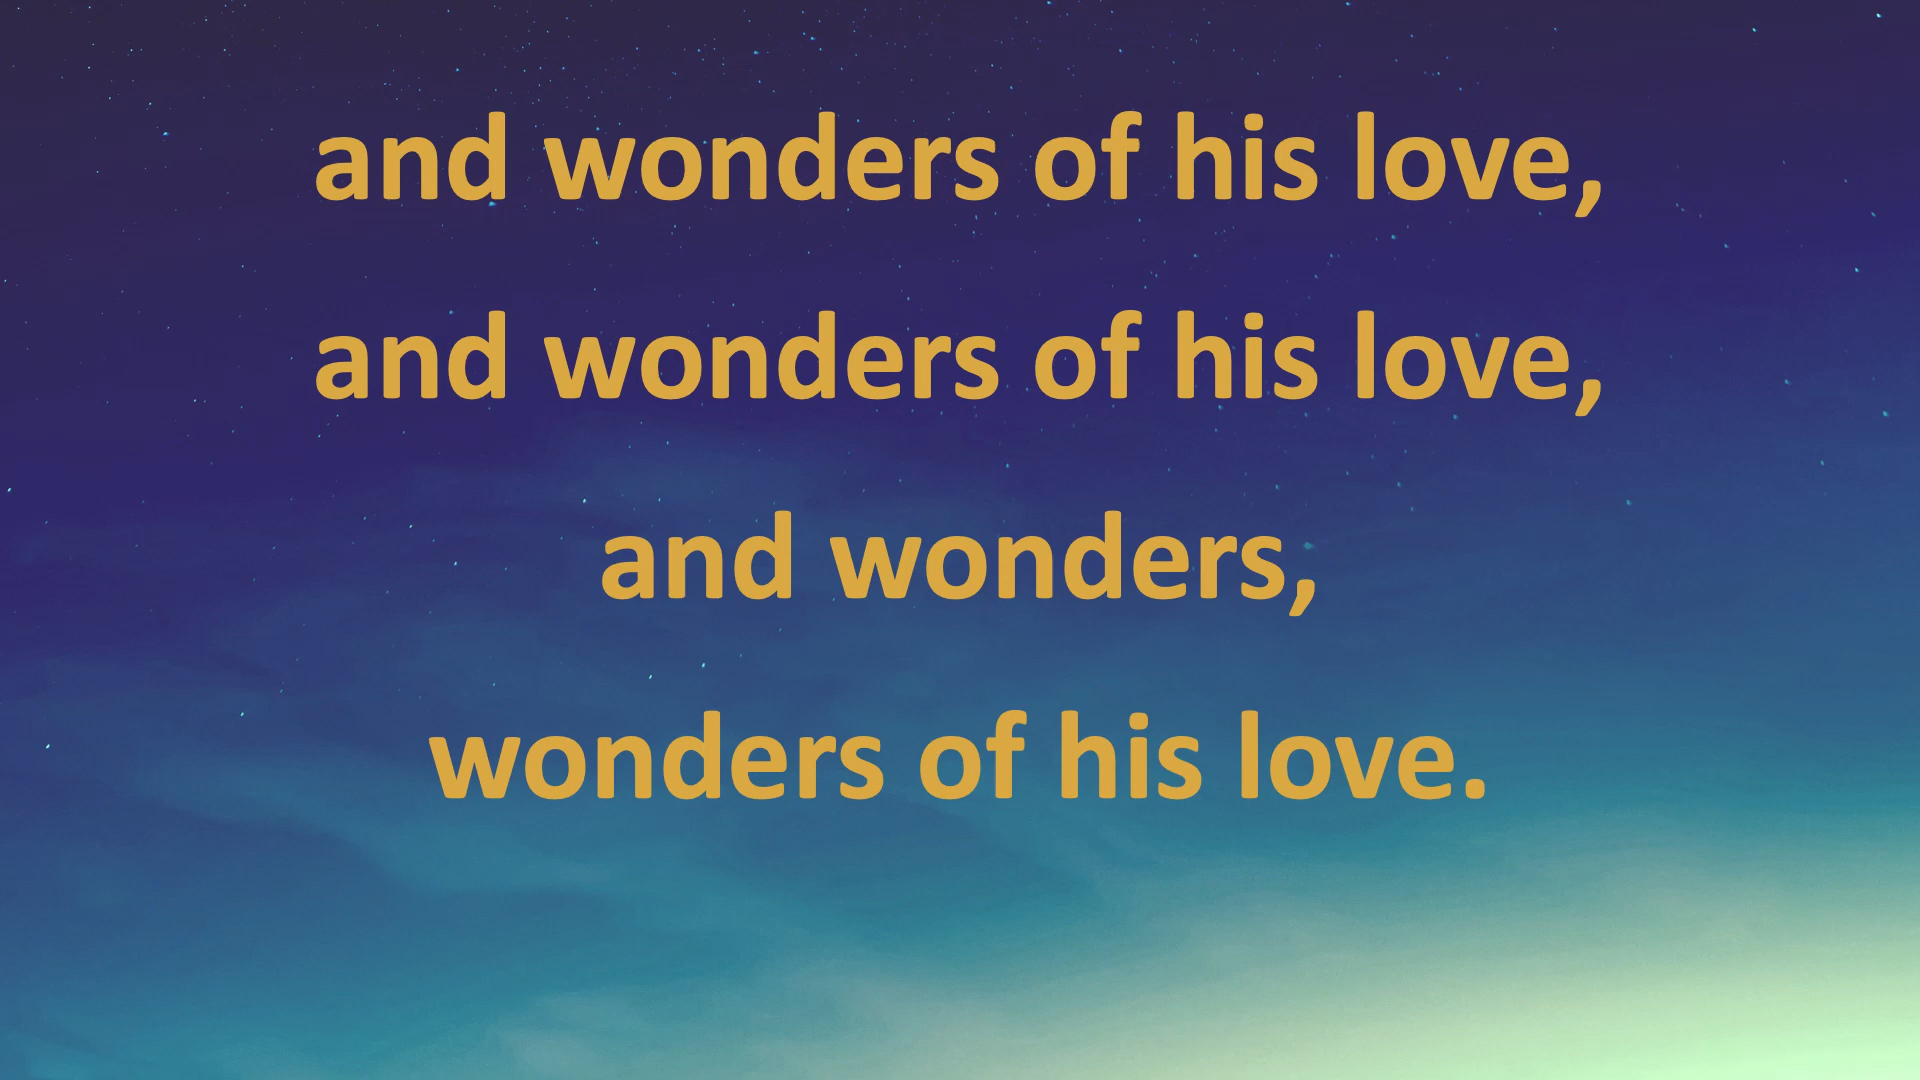 and wonders of his love,
and wonders of his love,
and wonders,
wonders of his love.